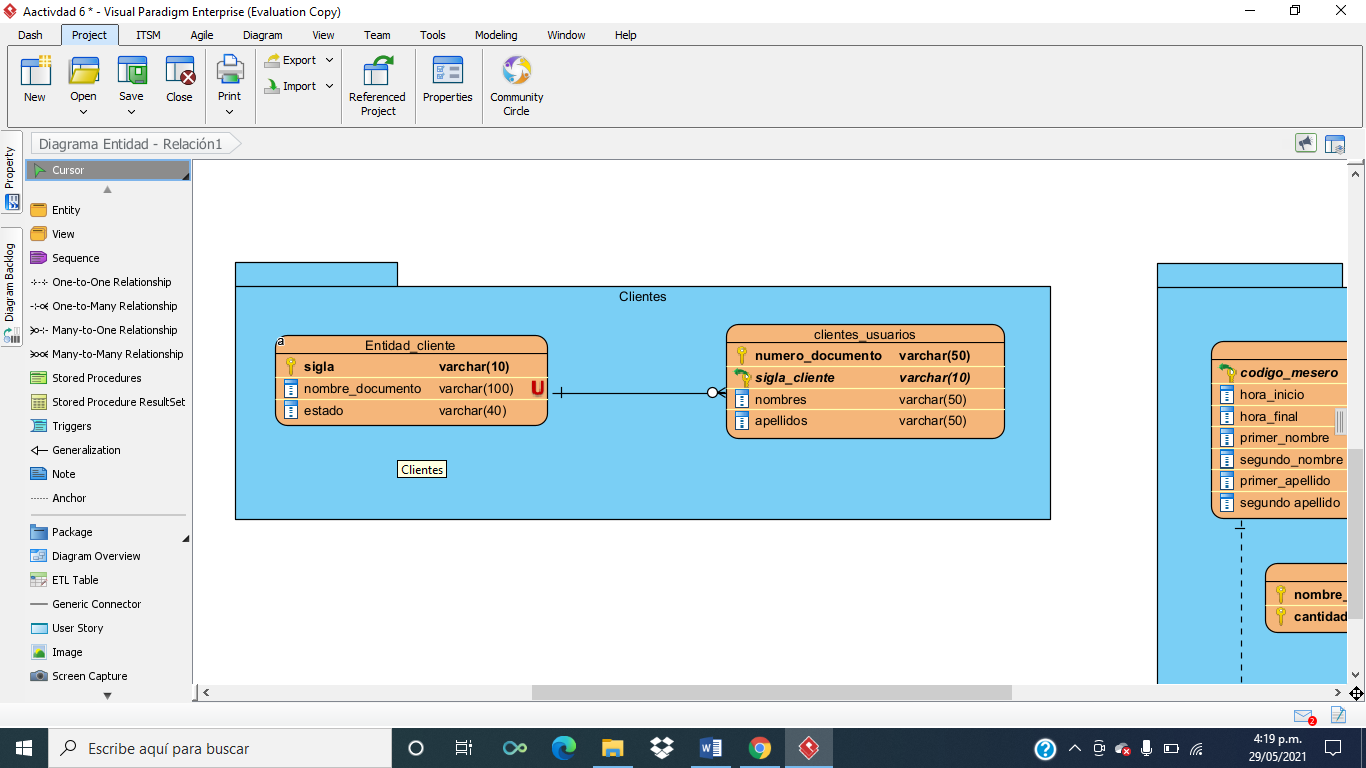 Aactivdad 6 * - Visual Paradigm Enterprise (Evaluation Copy)
Dash Project ITSM Agile Diagram View Team Tools Modeling Window Help
New Open Save Close Print Export Import Referenced Project Properties Community Circle
Diagrama Entidad - Relación1
Property
Diagram Backlog
Cursor
Entity
View
Sequence
One-to-One Relationship
One-to-Many Relationship
Many-to-One Relationship
Many-to-Many Relationship
Stored Procedures
Stored Procedure ResultSet
Triggers
Generalization
Note
Anchor
Package
Diagram Overview
ETL Table
Generic Connector
User Story
Image
Screen Capture
Clientes
a
Entidad_cliente
sigla varchar(10)
nombre_documento varchar(100) U
estado varchar(40)
clientes_usuarios
numero_documento varchar(50)
sigla_cliente varchar(10)
nombres varchar(50)
apellidos varchar(50)
Clientes
codigo_mesero
hora_inicio
hora_final
primer_nombre
segundo_nombre
primer_apellido
segundo apellido
nombre_
cantidad
2
Escribe aquí para buscar
4:19 p.m.
29/05/2021